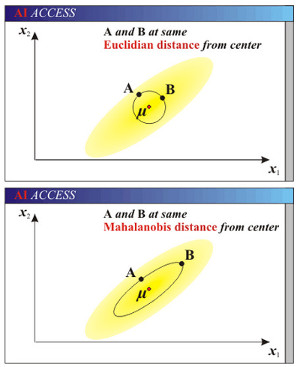 AI ACCESS
x2
A and B at same
Euclidian distance from center
A
B
μ
x1
AI ACCESS
x2
A and B at same
Mahalanobis distance from center
B
A
μ
x1